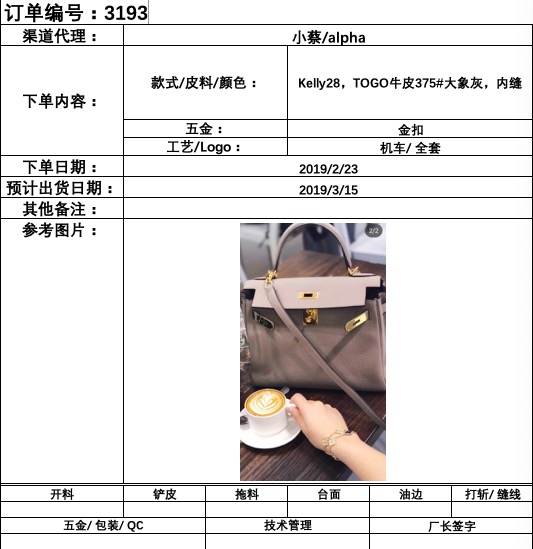 订单编号：3193
渠道代理： 小蔡/alpha
下单内容： 款式/皮料/颜色： Kelly28，TOGO牛皮375#大象灰，内缝
五金： 金扣
工艺/Logo： 机车/ 全套
下单日期： 2019/2/23
预计出货日期： 2019/3/15
其他备注：
参考图片：
2/2
开料 铲皮 拖料 台面 油边 打斩/ 缝线
五金/ 包装/ QC 技术管理 厂长签字